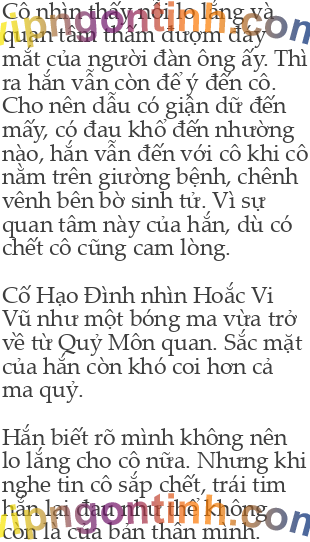 Cô nhìn thấy nỗi lo lắng và
quan tâm thấm đượm đáy
mắt của người đàn ông ấy. Thì
ra hắn vẫn còn để ý đến cô.
Cho nên dẫu có giận dữ đến
mấy, có đau khổ đến nhường
nào, hắn vẫn đến với cô khi cô
nằm trên giường bệnh, chênh
vênh bên bờ sinh tử. Vì sự
quan tâm này của hắn, dù có
chết cô cũng cam lòng.
Cố Hạo Đình nhìn Hoắc Vi
Vũ như một bóng ma vừa trở
về từ Quỷ Môn quan. Sắc mặt
của hắn còn khó coi hơn cả
ma quỷ.
Hắn biết rõ mình không nên
lo lắng cho cô nữa. Nhưng khi
nghe tin cô sắp chết, trái tim
hắn lại đau như thể không
còn là của bản thân mình.
vipngontinh.com
vipngontinh.com